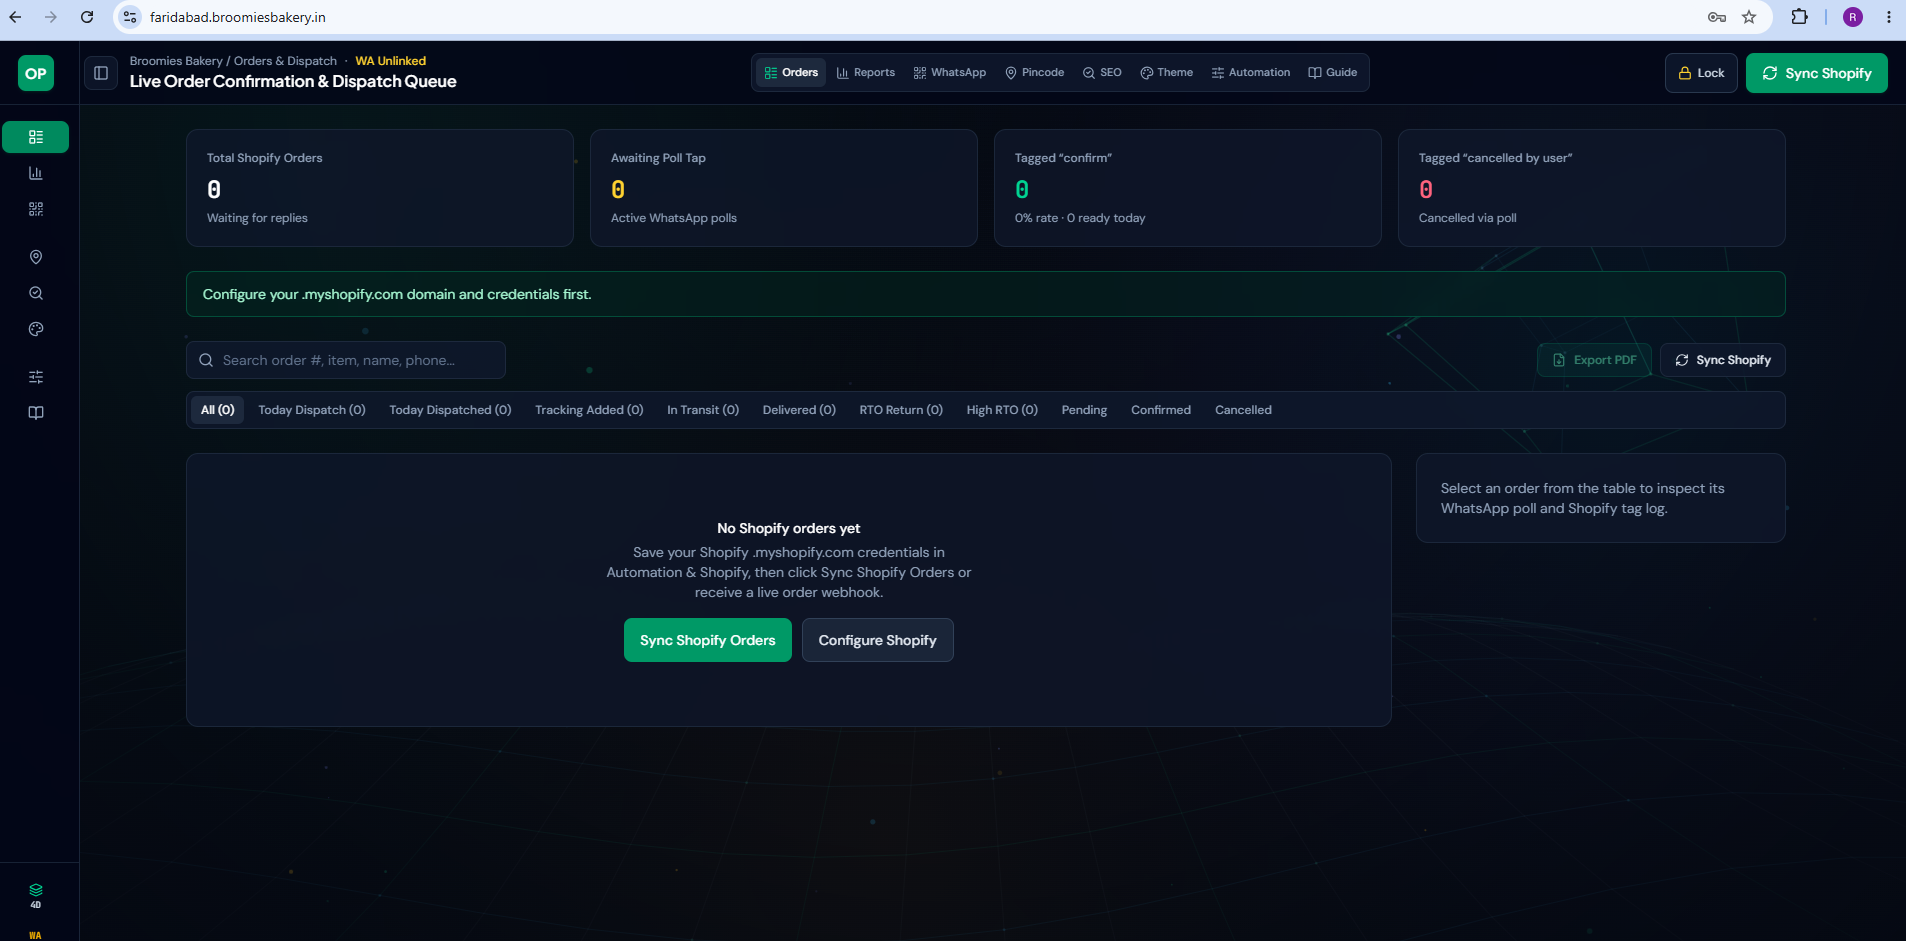 faridabad.broomiesbakery.in
R
OP
Broomies Bakery / Orders & Dispatch · WA Unlinked
Live Order Confirmation & Dispatch Queue
Orders
Reports
WhatsApp
Pincode
SEO
Theme
Automation
Guide
Lock
Sync Shopify
Total Shopify Orders
0
Waiting for replies
Awaiting Poll Tap
0
Active WhatsApp polls
Tagged “confirm”
0
0% rate · 0 ready today
Tagged “cancelled by user”
0
Cancelled via poll
Configure your .myshopify.com domain and credentials first.
Search order #, item, name, phone...
Export PDF
Sync Shopify
All (0)
Today Dispatch (0)
Today Dispatched (0)
Tracking Added (0)
In Transit (0)
Delivered (0)
RTO Return (0)
High RTO (0)
Pending
Confirmed
Cancelled
No Shopify orders yet
Save your Shopify .myshopify.com credentials in
Automation & Shopify, then click Sync Shopify Orders or
receive a live order webhook.
Sync Shopify Orders
Configure Shopify
Select an order from the table to inspect its
WhatsApp poll and Shopify tag log.
4D
WA